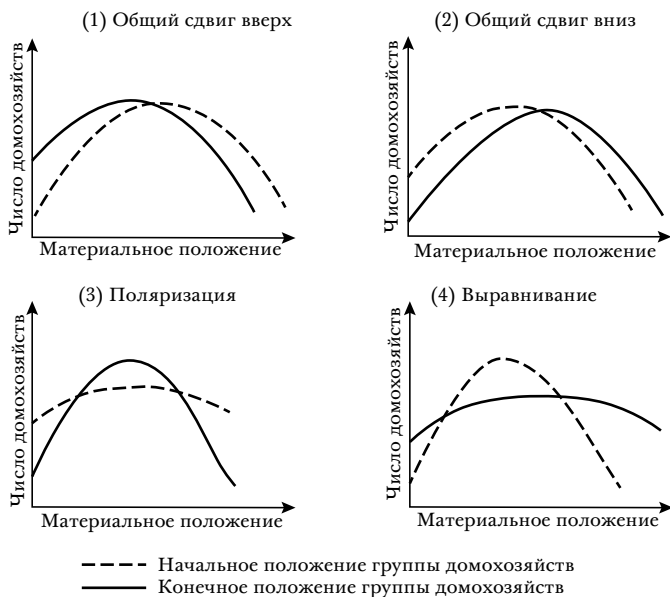 (1) Общий сдвиг вверх
Число домохозяйств
Материальное положение
(2) Общий сдвиг вниз
Число домохозяйств
Материальное положение
(3) Поляризация
Число домохозяйств
Материальное положение
(4) Выравнивание
Число домохозяйств
Материальное положение
Начальное положение группы домохозяйств
Конечное положение группы домохозяйств